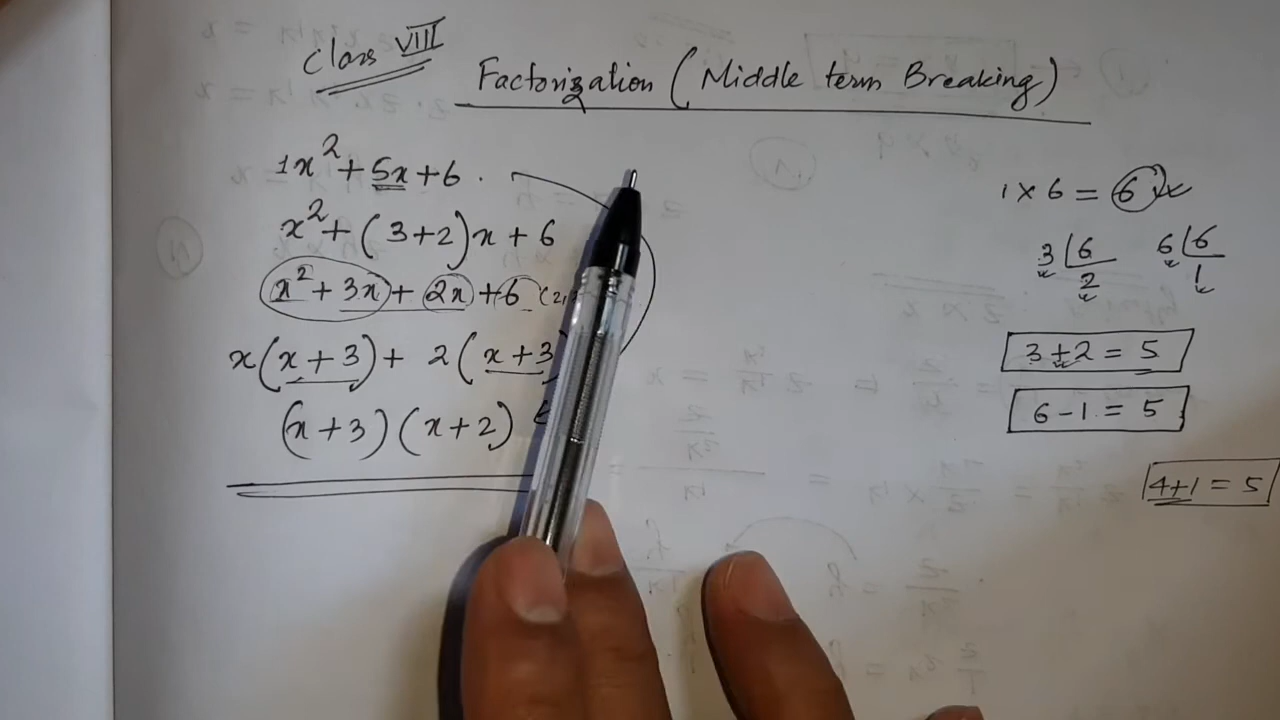 Class VIII
Factorization (Middle term Breaking)
1x² + 5x + 6 .
x² + (3+2)x + 6
x² + 3x + 2x + 6 (2,
x(x+3) + 2(x+3
(x+3)(x+2)
1 x 6 = 6
3 6 2
6 6 1
3+2 = 5
6-1 = 5
4+1 = 5